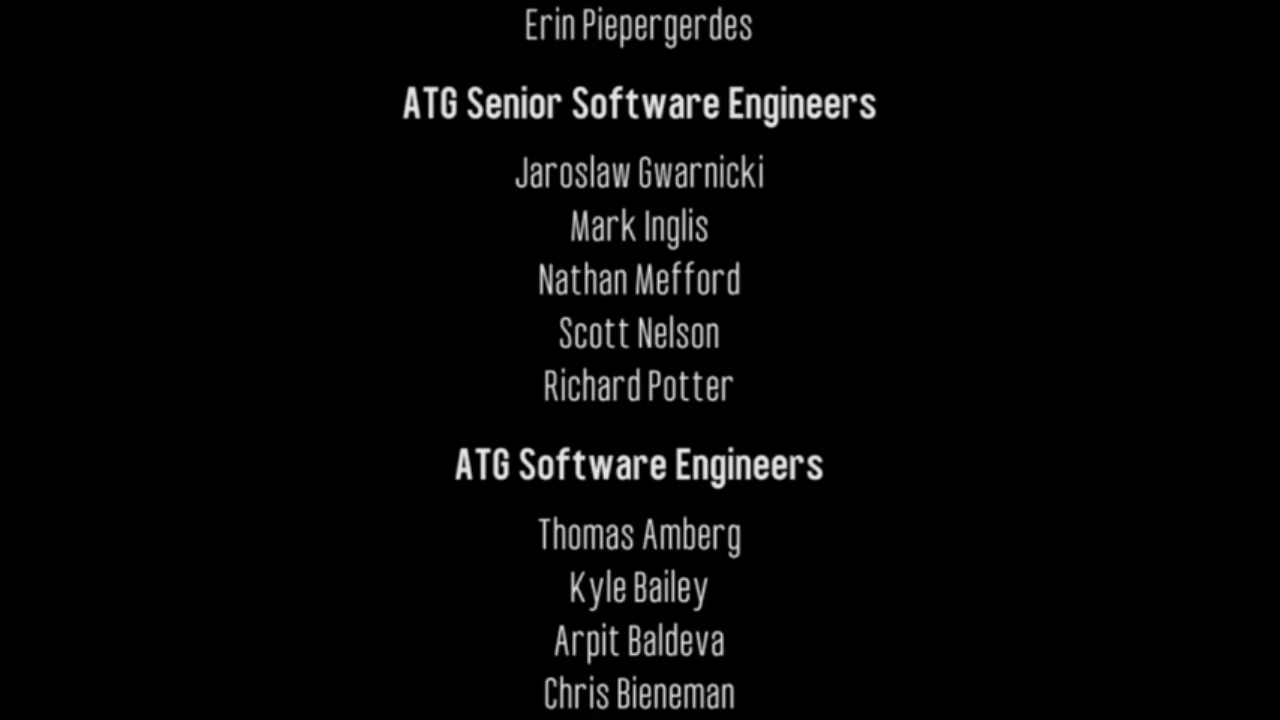 Erin Piepergerdes
ATG Senior Software Engineers
Jaroslaw Gwarnicki
Mark Inglis
Nathan Mefford
Scott Nelson
Richard Potter
ATG Software Engineers
Thomas Amberg
Kyle Bailey
Arpit Baldeva
Chris Bieneman